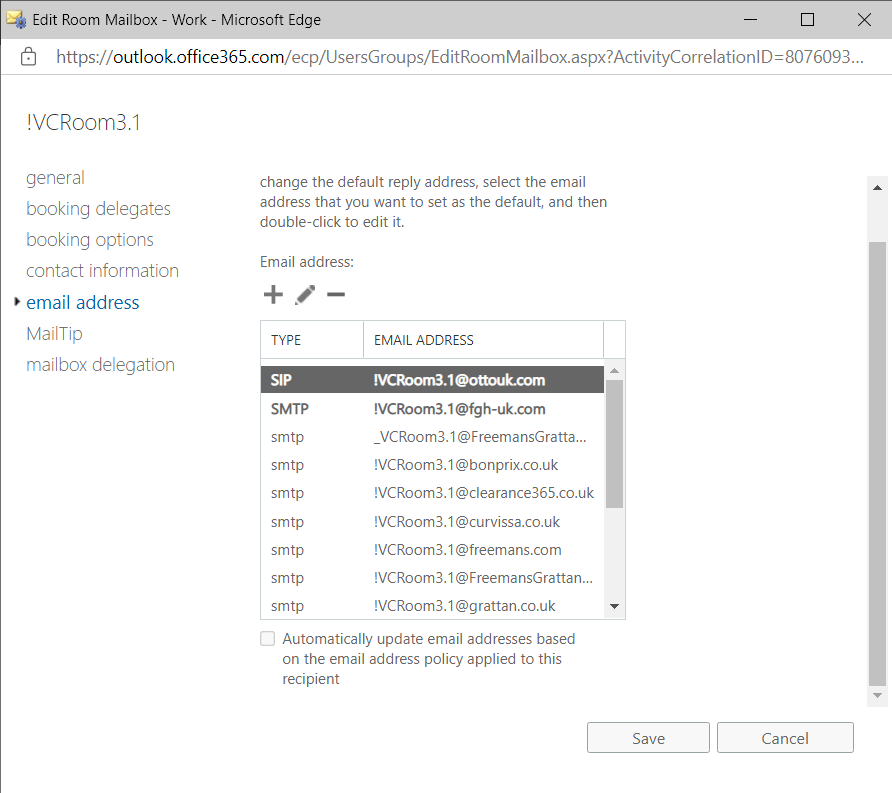 Edit Room Mailbox - Work - Microsoft Edge
https://outlook.office365.com/ecp/UsersGroups/EditRoomMailbox.aspx?ActivityCorrelationID=8076093...
!VCRoom3.1
general
booking delegates
booking options
contact information
email address
MailTip
mailbox delegation
change the default reply address, select the email
address that you want to set as the default, and then
double-click to edit it.
Email address:
TYPE EMAIL ADDRESS
SIP !VCRoom3.1@ottouk.com
SMTP !VCRoom3.1@fgh-uk.com
smtp _VCRoom3.1@FreemansGratta...
smtp !VCRoom3.1@bonprix.co.uk
smtp !VCRoom3.1@clearance365.co.uk
smtp !VCRoom3.1@curvissa.co.uk
smtp !VCRoom3.1@freemans.com
smtp !VCRoom3.1@FreemansGrattan...
smtp !VCRoom3.1@grattan.co.uk
Automatically update email addresses based
on the email address policy applied to this
recipient
Save Cancel